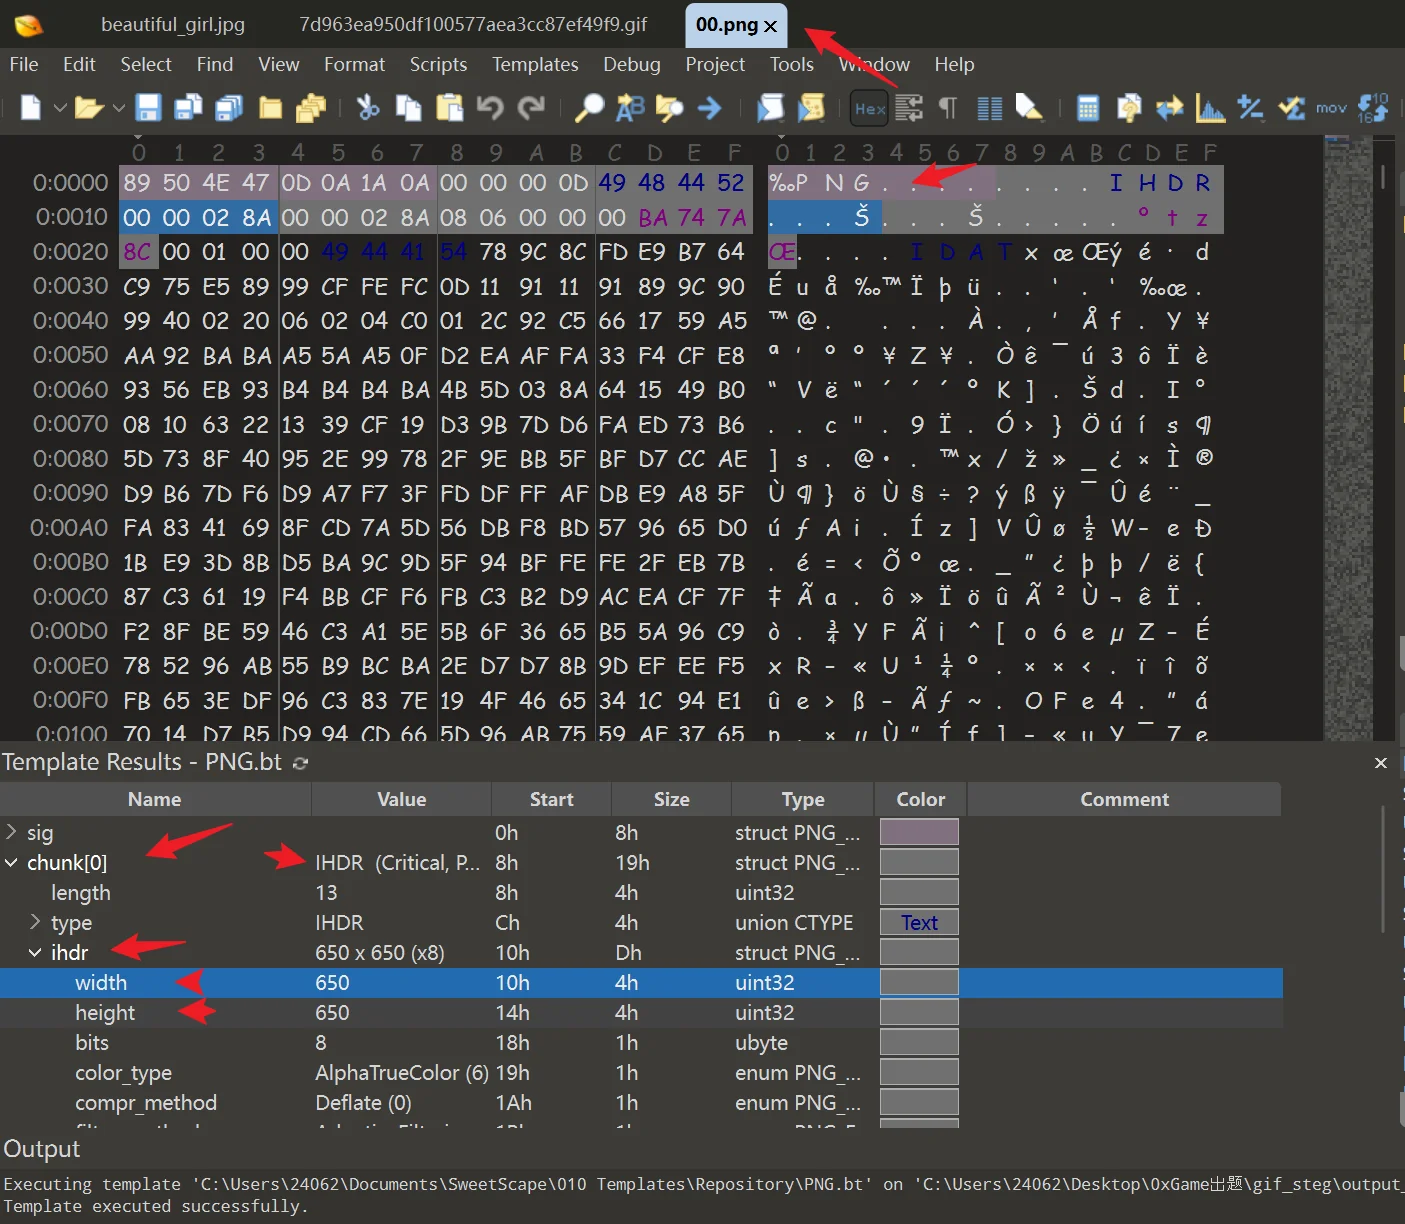 beautiful_girl.jpg 7d963ea950df100577aea3cc87ef49f9.gif 00.png ×
File Edit Select Find View Format Scripts Templates Debug Project Tools Window Help
Hex mov
0 1 2 3 4 5 6 7 8 9 A B C D E F 0 1 2 3 4 5 6 7 8 9 A B C D E F
0:0000 89 50 4E 47 0D 0A 1A 0A 00 00 00 0D 49 48 44 52 ‰PNG........IHDR
0:0010 00 00 02 8A 00 00 02 8A 08 06 00 00 00 BA 74 7A ...Š...Š.....ºtz
0:0020 8C 00 01 00 00 49 44 41 54 78 9C 8C FD E9 B7 64 Œ....IDATxœŒýé·d
0:0030 C9 75 E5 89 99 CF FE FC 0D 11 91 11 91 89 9C 90 Éuå‰™Ïþü..'.'‰œ.
0:0040 99 40 02 20 06 02 04 C0 01 2C 92 C5 66 17 59 A5 ™@. ...À.,'Åf.Y¥
0:0050 AA 92 BA BA A5 5A A5 0F D2 EA AF FA 33 F4 CF E8 ª'ºº¥Z¥.Òê¯ú3ôÏè
0:0060 93 56 EB 93 B4 B4 B4 BA 4B 5D 03 8A 64 15 49 B0 “Vë“´´´ºK].Šd.I°
0:0070 08 10 63 22 13 39 CF 19 D3 9B 7D D6 FA ED 73 B6 ..c".9Ï.Ó›}Öúís¶
0:0080 5D 73 8F 40 95 2E 99 78 2F 9E BB 5F BF D7 CC AE ]s.@•.™x/ž»_¿×Ì®
0:0090 D9 B6 7D F6 D9 A7 F7 3F FD DF FF AF DB E9 A8 5F Ù¶}öÙ§÷?ýßÿ¯Ûé¨_
0:00A0 FA 83 41 69 8F CD 7A 5D 56 DB F8 BD 57 96 65 D0 úƒAi.Íz]VÛø½W–eÐ
0:00B0 1B E9 3D 8B D5 BA 9C 9D 5F 94 BF FE FE 2F EB 7B .é=‹Õºœ._”¿þþ/ë{
0:00C0 87 C3 61 19 F4 BB CF F6 FB C3 B2 D9 AC EA CF 7F ‡Ãa.ô»ÏöûÃ²Ù¬êÏ.
0:00D0 F2 8F BE 59 46 C3 A1 5E 5B 6F 36 65 B5 5A 96 C9 ò.¾YFÃ¡^[o6eµZ–É
0:00E0 78 52 96 AB 55 B9 BC BA 2E D7 D7 8B 9D EF EE F5 xR–«U¹¼º.××‹.ïîõ
0:00F0 FB 65 3E DF 96 C3 83 7E 19 4F 46 65 34 1C 94 E1 ûe>ß–Ãƒ~.OFe4.”á
0:0100 70 14 D7 B5 D9 94 CD 66 5D 96 AB 75 59 AF 37 65 p.×µÙ”Íf]–«uY¯7e
Template Results - PNG.bt ×
Name Value Start Size Type Color Comment
sig 0h 8h struct PNG_...
chunk[0] IHDR (Critical, P... 8h 19h struct PNG_...
length 13 8h 4h uint32
type IHDR Ch 4h union CTYPE Text
ihdr 650 x 650 (x8) 10h Dh struct PNG_...
width 650 10h 4h uint32
height 650 14h 4h uint32
bits 8 18h 1h ubyte
color_type AlphaTrueColor (6) 19h 1h enum PNG_...
compr_method Deflate (0) 1Ah 1h enum PNG_...
Output
Executing template 'C:\Users\24062\Documents\SweetScape\010 Templates\Repository\PNG.bt' on 'C:\Users\24062\Desktop\0xGame出题\gif_steg\output_
Template executed successfully.